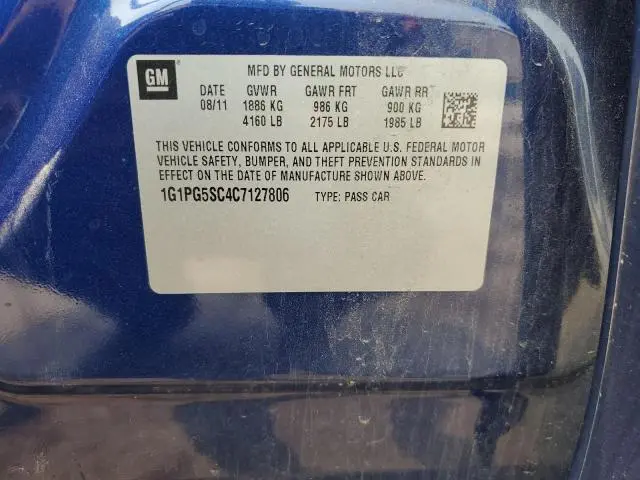 GM
MFD BY GENERAL MOTORS LLC
DATE GVWR GAWR FRT GAWR RR
08/11 1886 KG 986 KG 900 KG
4160 LB 2175 LB 1985 LB
THIS VEHICLE CONFORMS TO ALL APPLICABLE U.S. FEDERAL MOTOR
VEHICLE SAFETY, BUMPER, AND THEFT PREVENTION STANDARDS IN
EFFECT ON THE DATE OF MANUFACTURE SHOWN ABOVE.
1G1PG5SC4C7127806 TYPE: PASS CAR